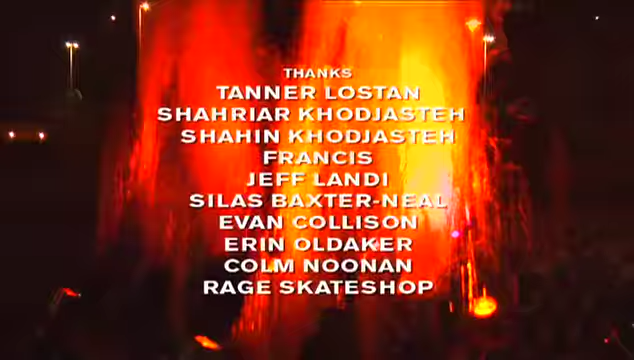 THANKS
TANNER LOSTAN
SHAHRIAR KHODJASTEH
SHAHIN KHODJASTEH
FRANCIS
JEFF LANDI
SILAS BAXTER-NEAL
EVAN COLLISON
ERIN OLDAKER
COLM NOONAN
RAGE SKATESHOP